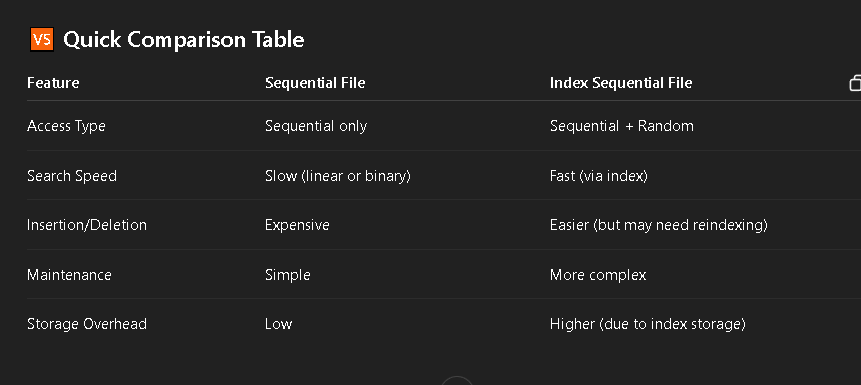 VS Quick Comparison Table
Feature Sequential File Index Sequential File
Access Type Sequential only Sequential + Random
Search Speed Slow (linear or binary) Fast (via index)
Insertion/Deletion Expensive Easier (but may need reindexing)
Maintenance Simple More complex
Storage Overhead Low Higher (due to index storage)